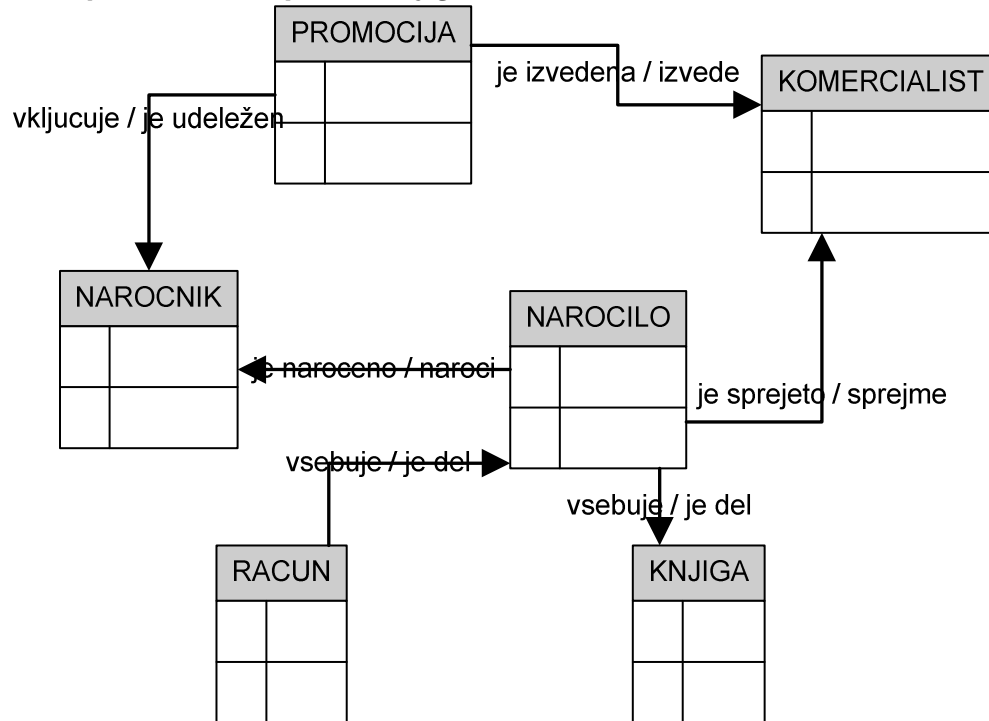 PROMOCIJA
je izvedena / izvede
KOMERCIALIST
vkljucuje / je udeležen
NAROCNIK
NAROCILO
je naroceno / naroci
je sprejeto / sprejme
vsebuje / je del
vsebuje / je del
RACUN
KNJIGA